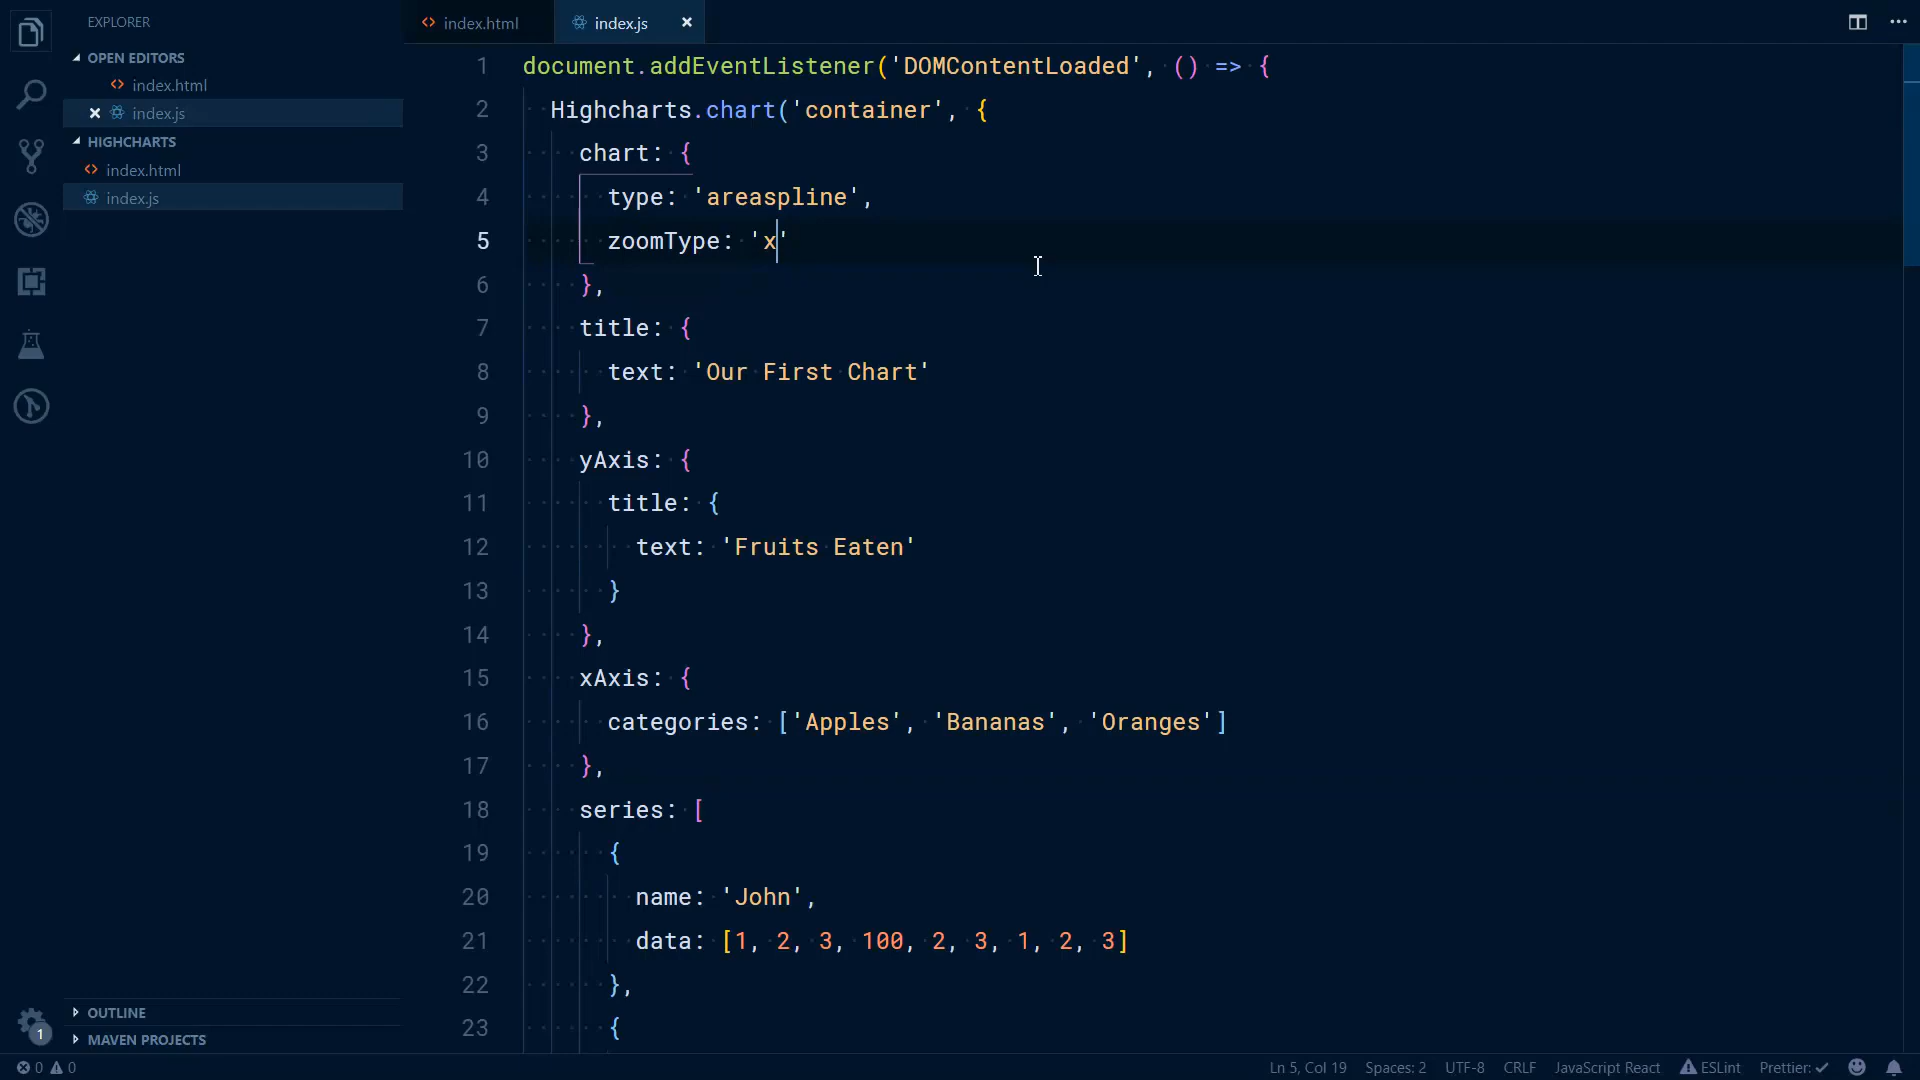 EXPLORER
OPEN EDITORS
index.html
index.js
HIGHCHARTS
index.html
index.js
OUTLINE
MAVEN PROJECTS
1
index.html
index.js
1 document.addEventListener('DOMContentLoaded', () => {
2 Highcharts.chart('container', {
3 chart: {
4 type: 'areaspline',
5 zoomType: 'x'
6 },
7 title: {
8 text: 'Our First Chart'
9 },
10 yAxis: {
11 title: {
12 text: 'Fruits Eaten'
13 }
14 },
15 xAxis: {
16 categories: ['Apples', 'Bananas', 'Oranges']
17 },
18 series: [
19 {
20 name: 'John',
21 data: [1, 2, 3, 100, 2, 3, 1, 2, 3]
22 },
23 {
0 0 Ln 5, Col 19 Spaces: 2 UTF-8 CRLF JavaScript React ESLint Prettier: ✓